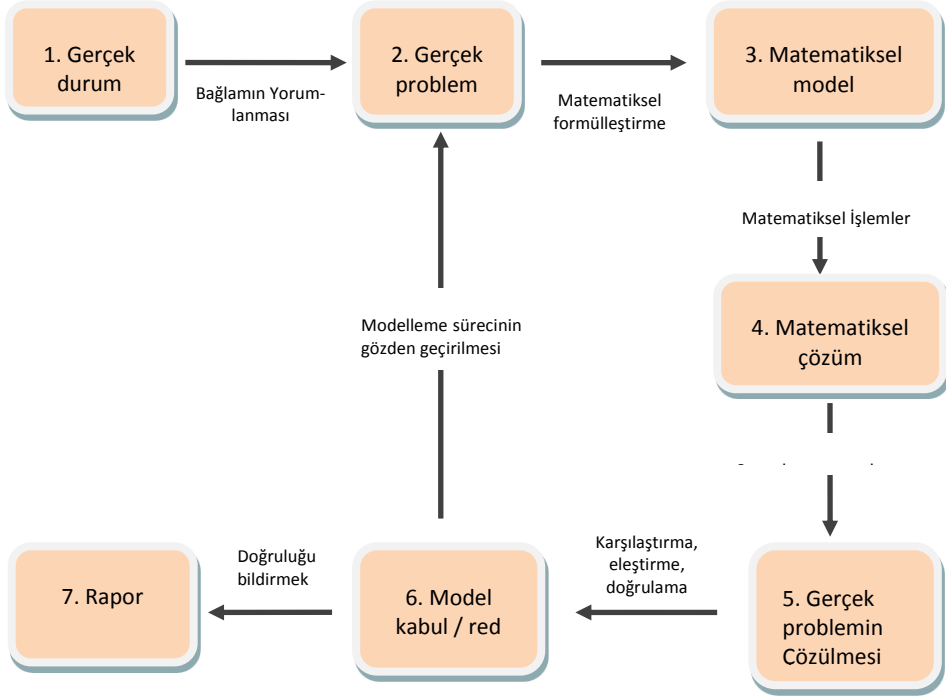 1. Gerçek
durum
Bağlamın Yorum-
lanması
2. Gerçek
problem
Matematiksel
formülleştirme
3. Matematiksel
model
Matematiksel İşlemler
4. Matematiksel
çözüm
Modelleme sürecinin
gözden geçirilmesi
5. Gerçek
problemin
Çözülmesi
Karşılaştırma,
eleştirme,
doğrulama
6. Model
kabul / red
Doğruluğu
bildirmek
7. Rapor